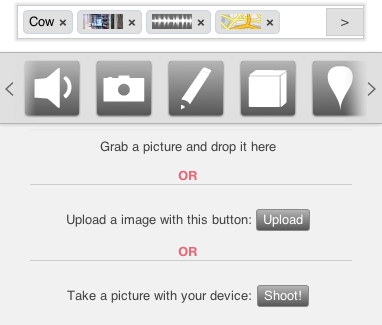 Cow × × × × >
Grab a picture and drop it here
OR
Upload a image with this button: Upload
OR
Take a picture with your device: Shoot!